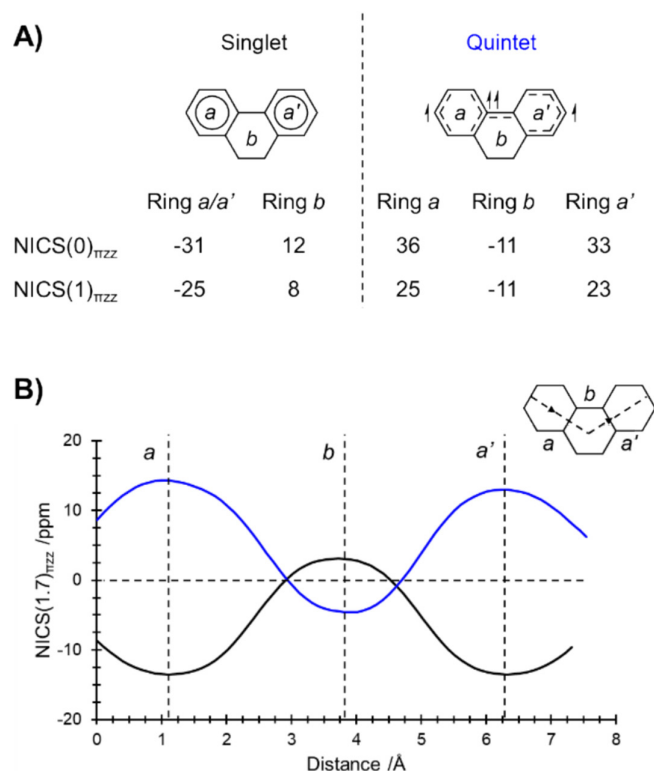 A)
Singlet
Quintet
a
b
a'
a
b
a'
Ring a/a'
Ring b
Ring a
Ring b
Ring a'
NICS(0)πzz
-31
12
36
-11
33
NICS(1)πzz
-25
8
25
-11
23
B)
b
a
a'
a
b
a'
NICS(1.7)πzz /ppm
20
10
0
-10
-20
0
1
2
3
4
5
6
7
8
Distance /Å